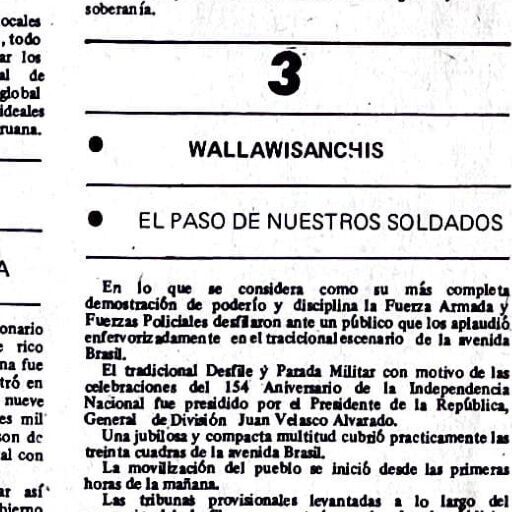 soberanía.
3
WALLAWISANCHIS
EL PASO DE NUESTROS SOLDADOS
En lo que se considera como su más completa
demostración de poderío y disciplina la Fuerza Armada y
Fuerzas Policiales desfilaron ante un público que los aplaudió
enfervorizadamente en el tracicional escenario de la avenida
Brasil.
El tradicional Desfile y Parada Militar con motivo de las
celebraciones del 154 Aniversario de la Independencia
Nacional fue presidido por el Presidente de la República,
General de División Juan Velasco Alvarado.
Una jubilosa y compacta multitud cubrió practicamente las
treinta cuadras de la avenida Brasil.
La movilización del pueblo se inició desde las primeras
horas de la mañana.
Las tribunas provisionales levantadas a lo largo del
ocales
, todo
ar los
al de
global
ideales
ruana.
A
onario
e rico
na fue
tró en
nueve
es mil
son de
al con
ar así
bierno